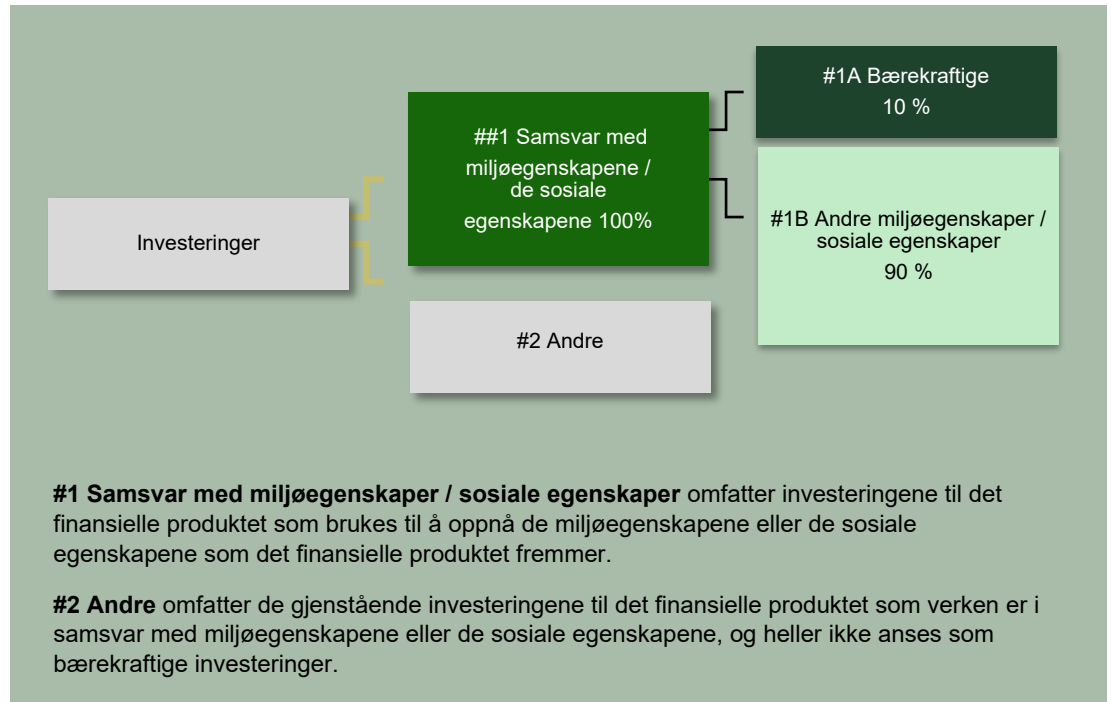 #1A Bærekraftige
10 %
##1 Samsvar med
miljøegenskapene /
de sosiale
egenskapene 100%
#1B Andre miljøegenskaper /
sosiale egenskaper
90 %
Investeringer
#2 Andre
#1 Samsvar med miljøegenskaper / sosiale egenskaper omfatter investeringene til det
finansielle produktet som brukes til å oppnå de miljøegenskapene eller de sosiale
egenskapene som det finansielle produktet fremmer.
#2 Andre omfatter de gjenstående investeringene til det finansielle produktet som verken er i
samsvar med miljøegenskapene eller de sosiale egenskapene, og heller ikke anses som
bærekraftige investeringer.